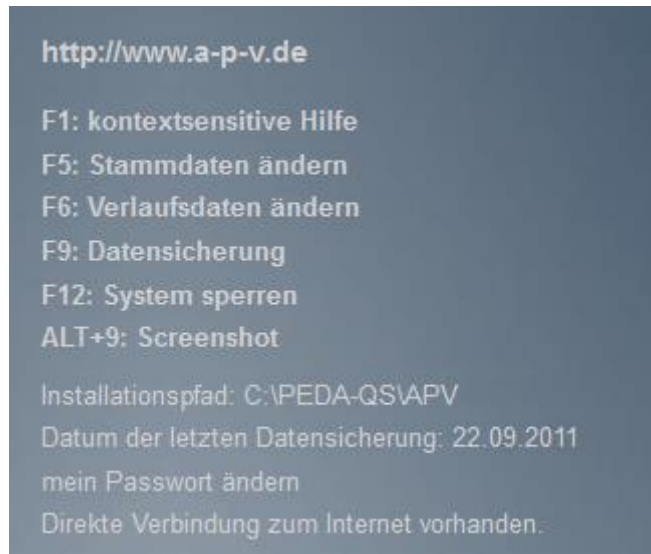 http://www.a-p-v.de
F1: kontextsensitive Hilfe
F5: Stammdaten ändern
F6: Verlaufsdaten ändern
F9: Datensicherung
F12: System sperren
ALT+9: Screenshot
Installationspfad: C:\PEDA-QS\APV
Datum der letzten Datensicherung: 22.09.2011
mein Passwort ändern
Direkte Verbindung zum Internet vorhanden.